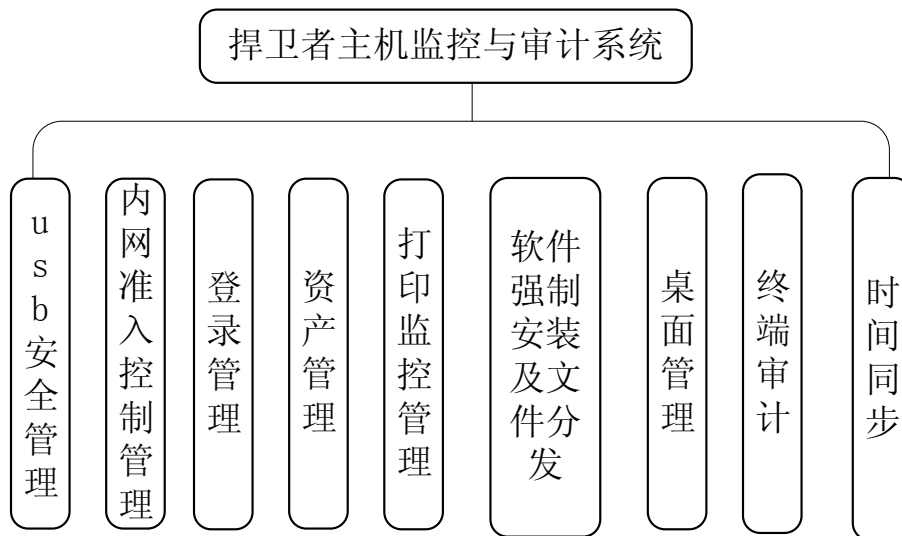 捍卫者主机监控与审计系统
usb安全管理
内网准入控制管理
登录管理
资产管理
打印监控管理
软件
强制
安装
及文
件分
发
桌面管理
终端审计
时间同步